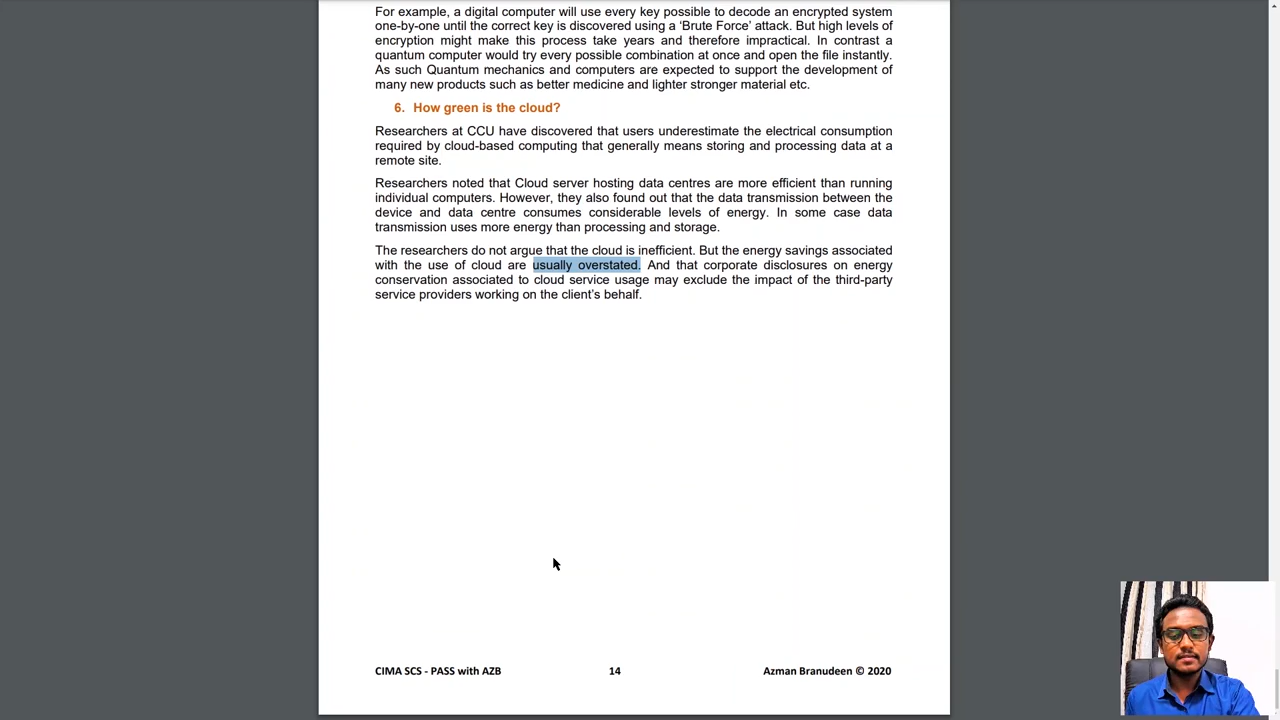 For example, a digital computer will use every key possible to decode an encrypted system
one-by-one until the correct key is discovered using a ‘Brute Force’ attack. But high levels of
encryption might make this process take years and therefore impractical. In contrast a
quantum computer would try every possible combination at once and open the file instantly.
As such Quantum mechanics and computers are expected to support the development of
many new products such as better medicine and lighter stronger material etc.
6. How green is the cloud?
Researchers at CCU have discovered that users underestimate the electrical consumption
required by cloud-based computing that generally means storing and processing data at a
remote site.
Researchers noted that Cloud server hosting data centres are more efficient than running
individual computers. However, they also found out that the data transmission between the
device and data centre consumes considerable levels of energy. In some case data
transmission uses more energy than processing and storage.
The researchers do not argue that the cloud is inefficient. But the energy savings associated
with the use of cloud are usually overstated. And that corporate disclosures on energy
conservation associated to cloud service usage may exclude the impact of the third-party
service providers working on the client’s behalf.
CIMA SCS - PASS with AZB 14 Azman Branudeen © 2020